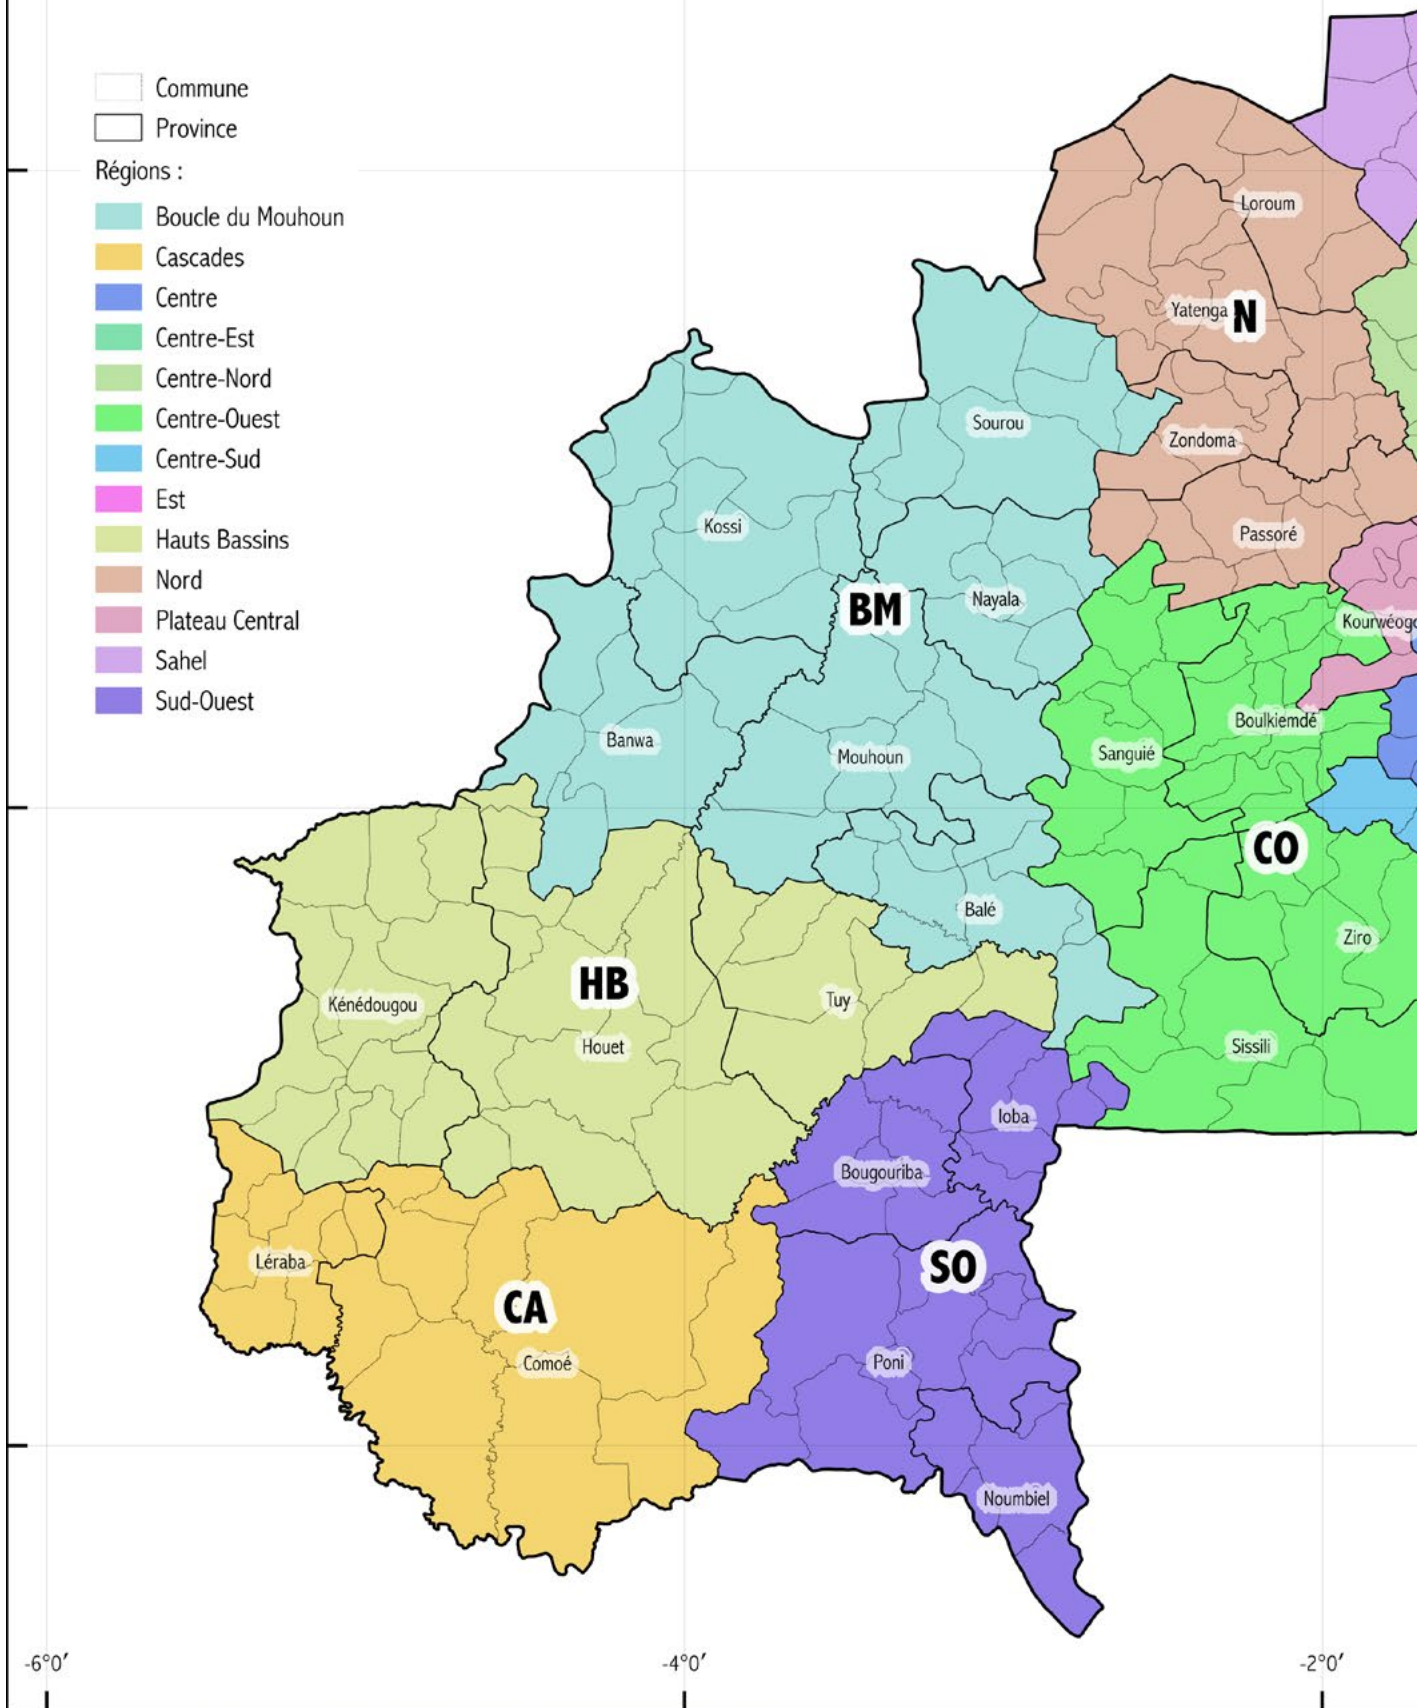 Commune
Province
Régions :
Boucle du Mouhoun
Cascades
Centre
Centre-Est
Centre-Nord
Centre-Ouest
Centre-Sud
Est
Hauts Bassins
Nord
Plateau Central
Sahel
Sud-Ouest
Loroum
Yatenga
N
Sourou
Zondoma
Kossi
Passoré
BM
Nayala
Kourwéogo
Boulkiemdé
Banwa
Mouhoun
Sanguié
CO
Balé
Ziro
HB
Kénédougou
Tuy
Houet
Sissili
Ioba
Bougouriba
Léraba
SO
CA
Comoé
Poni
Noumbiel
-6°0′
-4°0′
-2°0′